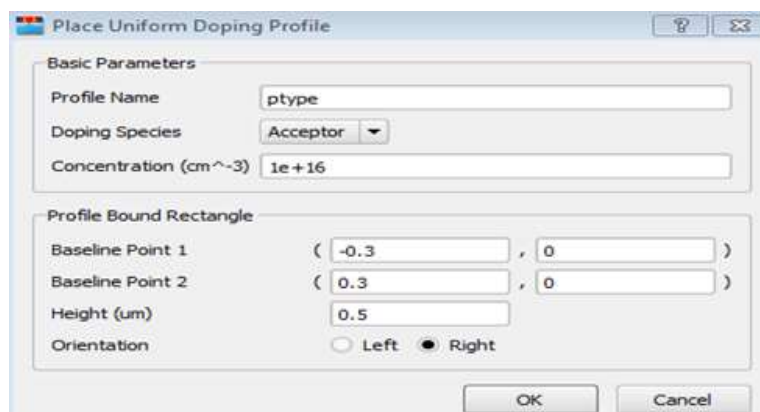 Place Uniform Doping Profile
Basic Parameters
Profile Name ptype
Doping Species Acceptor
Concentration (cm^-3) 1e+16
Profile Bound Rectangle
Baseline Point 1 ( -0.3 , 0 )
Baseline Point 2 ( 0.3 , 0 )
Height (um) 0.5
Orientation Left Right
OK Cancel